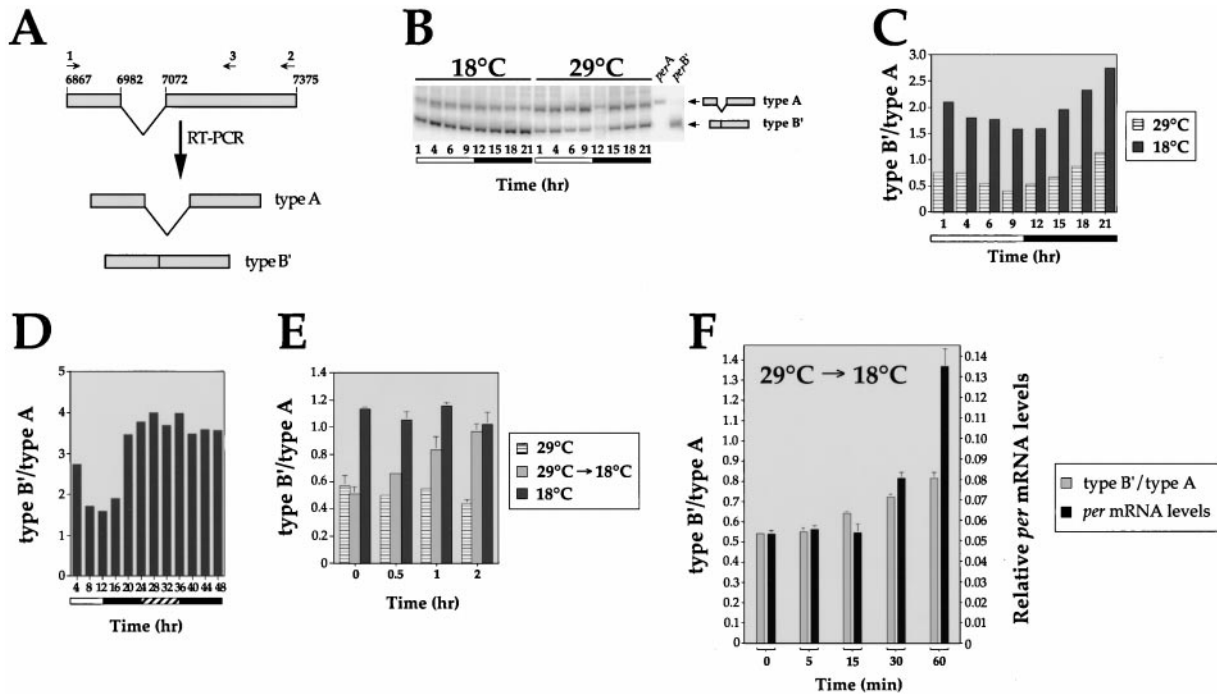 A
1
3
2
6867
6982
7072
7375
RT-PCR
type A
type B'
B
18°C
29°C
perA
perB'
type A
type B'
1 4 6 9 12 15 18 21 1 4 6 9 12 15 18 21
Time (hr)
C
type B'/type A
3.0
2.5
2.0
1.5
1.0
0.5
0
1 4 6 9 12 15 18 21
Time (hr)
29°C
18°C
D
type B'/type A
5
4
3
2
1
0
4 8 12 16 20 24 28 32 36 40 44 48
Time (hr)
E
type B'/type A
1.4
1.2
1.0
0.8
0.6
0.4
0.2
0
0 0.5 1 2
Time (hr)
29°C
29°C → 18°C
18°C
F
29°C → 18°C
type B'/type A
1.4
1.3
1.2
1.1
1.0
0.9
0.8
0.7
0.6
0.5
0.4
0.3
0.2
0.1
0
0.14
0.13
0.12
0.11
0.10
0.09
0.08
0.07
0.06
0.05
0.04
0.03
0.02
0.01
0
Relative per mRNA levels
0 5 15 30 60
Time (min)
type B'/type A
per mRNA levels